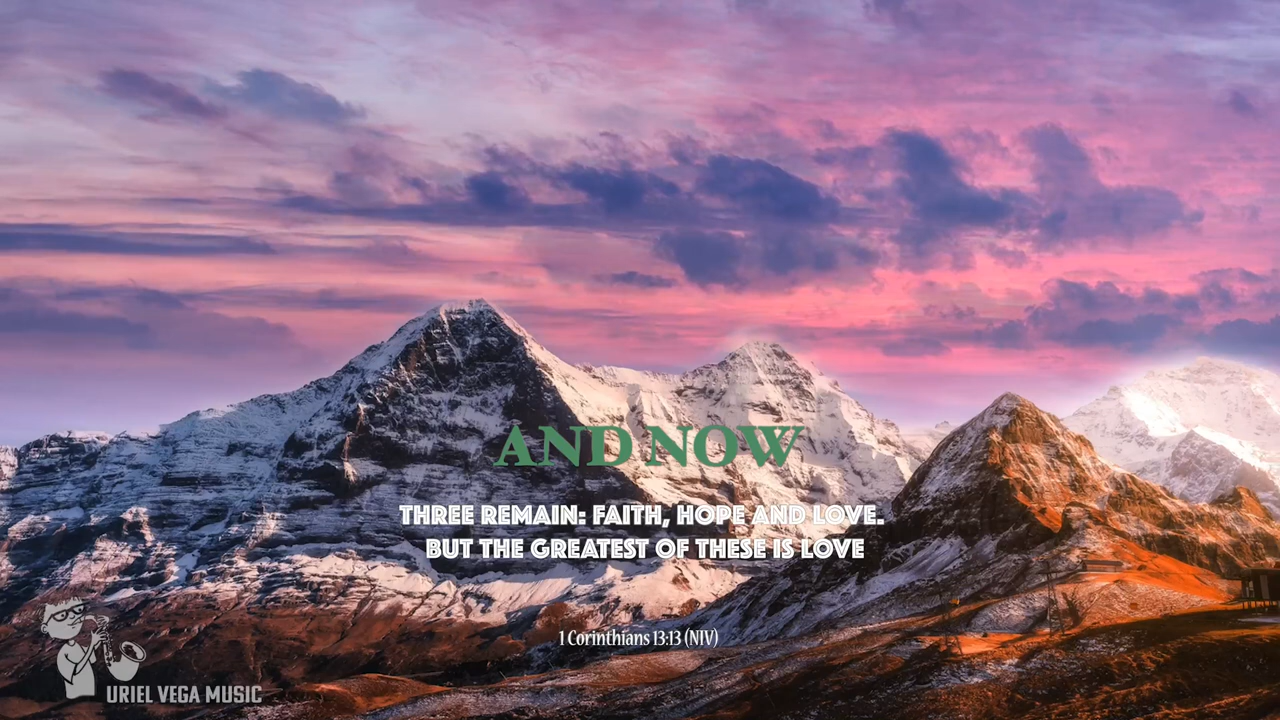 AND NOW
THREE REMAIN: FAITH, HOPE AND LOVE.
BUT THE GREATEST OF THESE IS LOVE
1 Corinthians 13:13 (NIV)
URIEL VEGA MUSIC